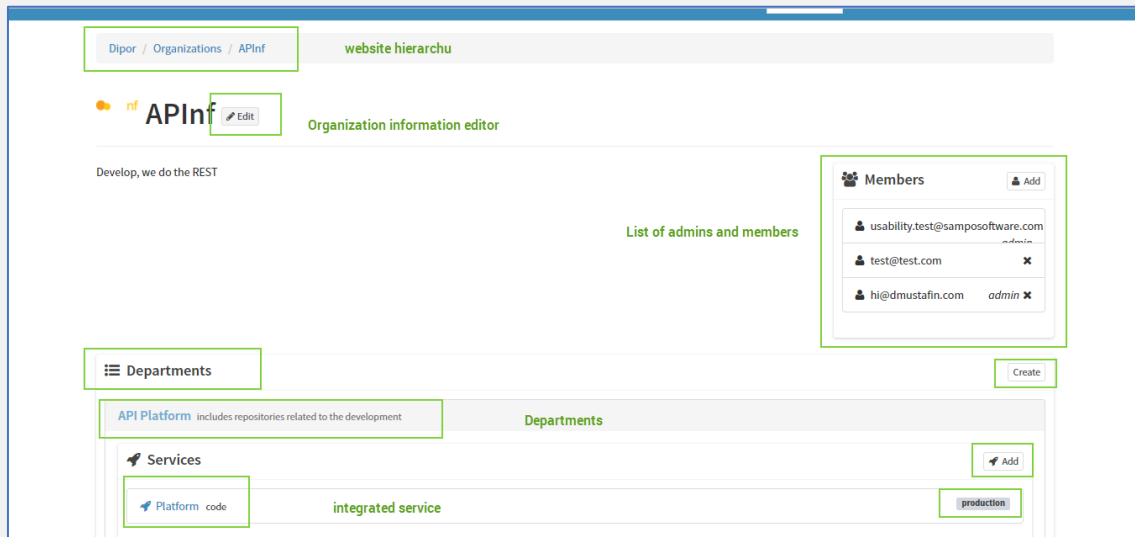 Dipor / Organizations / APInf
website hierarchu
nf APInf Edit
Organization information editor
Develop, we do the REST
Members Add
List of admins and members
usability.test@samposoftware.com
admin
test@test.com
hi@dmustafin.com admin
Departments Create
API Platform includes repositories related to the development
Departments
Services Add
Platform code
integrated service
production